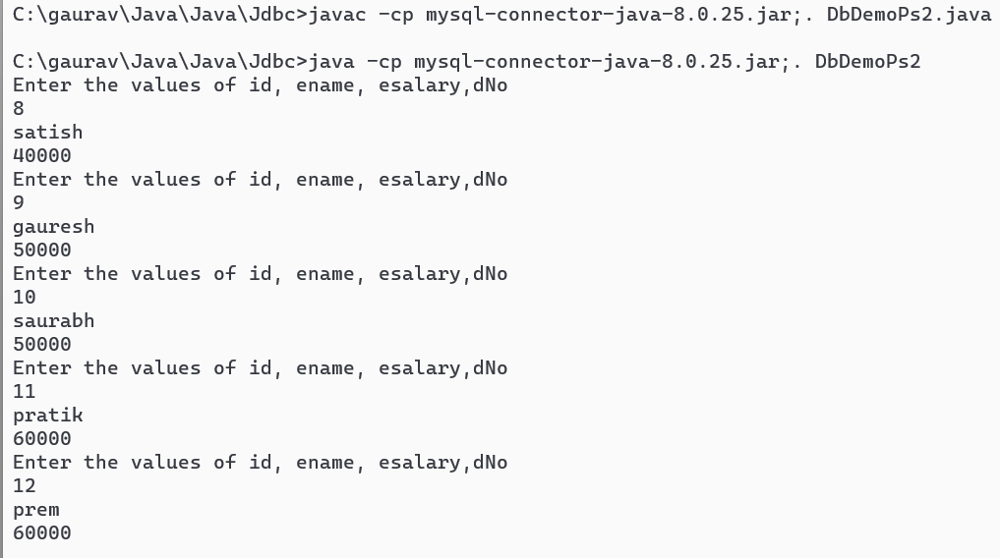 C:\gaurav\Java\Java\Jdbc>javac -cp mysql-connector-java-8.0.25.jar;. DbDemoPs2.java
C:\gaurav\Java\Java\Jdbc>java -cp mysql-connector-java-8.0.25.jar;. DbDemoPs2
Enter the values of id, ename, esalary,dNo
8
satish
40000
Enter the values of id, ename, esalary,dNo
9
gauresh
50000
Enter the values of id, ename, esalary,dNo
10
saurabh
50000
Enter the values of id, ename, esalary,dNo
11
pratik
60000
Enter the values of id, ename, esalary,dNo
12
prem
60000